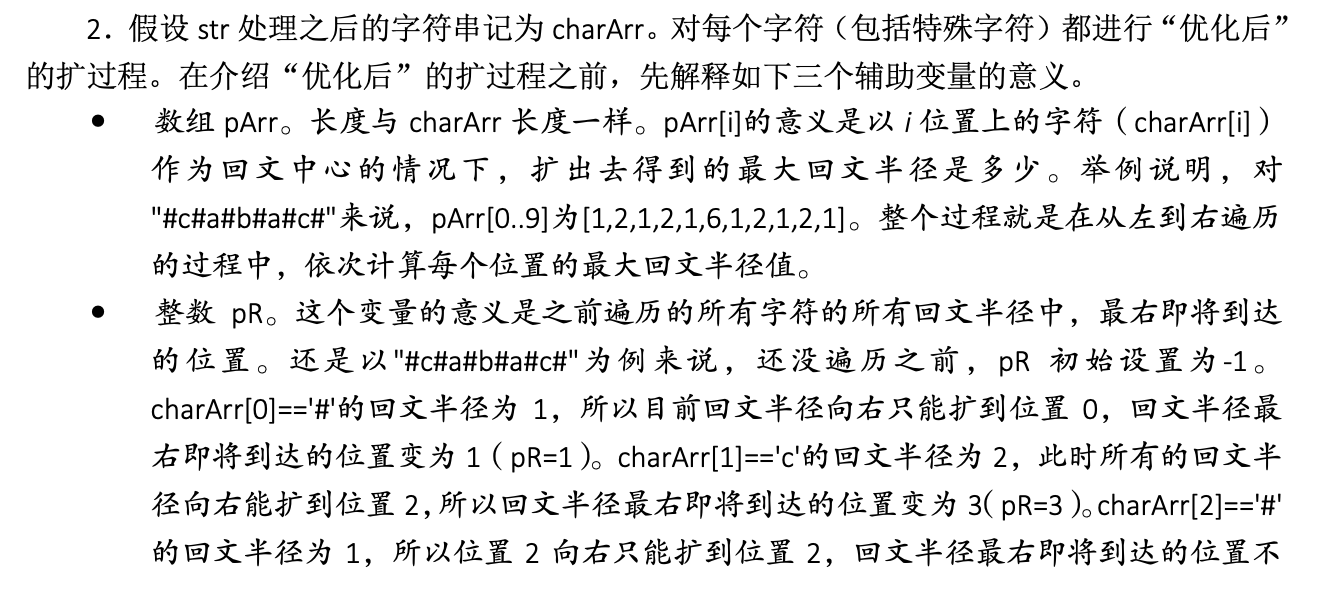 2. 假设 str 处理之后的字符串记为 charArr。对每个字符（包括特殊字符）都进行“优化后”
的扩过程。在介绍“优化后”的扩过程之前，先解释如下三个辅助变量的意义。
● 数组 pArr。长度与 charArr 长度一样。pArr[i]的意义是以 i 位置上的字符（charArr[i]）
作为回文中心的情况下，扩出去得到的最大回文半径是多少。举例说明，对
"#c#a#b#a#c#"来说，pArr[0..9]为[1,2,1,2,1,6,1,2,1,2,1]。整个过程就是在从左到右遍历
的过程中，依次计算每个位置的最大回文半径值。
● 整数 pR。这个变量的意义是之前遍历的所有字符的所有回文半径中，最右即将到达
的位置。还是以"#c#a#b#a#c#"为例来说，还没遍历之前，pR 初始设置为-1。
charArr[0]=='#'的回文半径为 1，所以目前回文半径向右只能扩到位置 0，回文半径最
右即将到达的位置变为 1（pR=1）。charArr[1]=='c'的回文半径为 2，此时所有的回文半
径向右能扩到位置 2，所以回文半径最右即将到达的位置变为 3（pR=3）。charArr[2]=='#'
的回文半径为 1，所以位置 2 向右只能扩到位置 2，回文半径最右即将到达的位置不